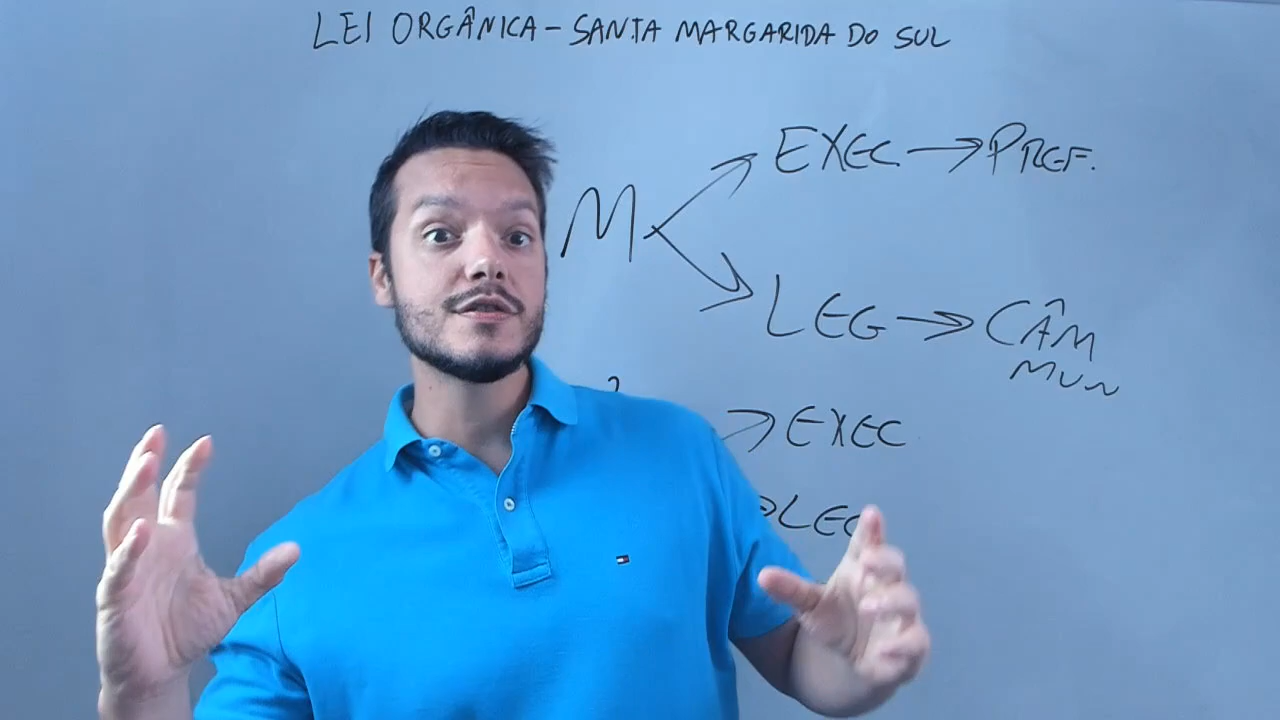 LEI ORGÂNICA - SANTA MARGARIDA DO SUL
EXEC → PREF.
M
LEG → CÂM
MUN
→ EXEC